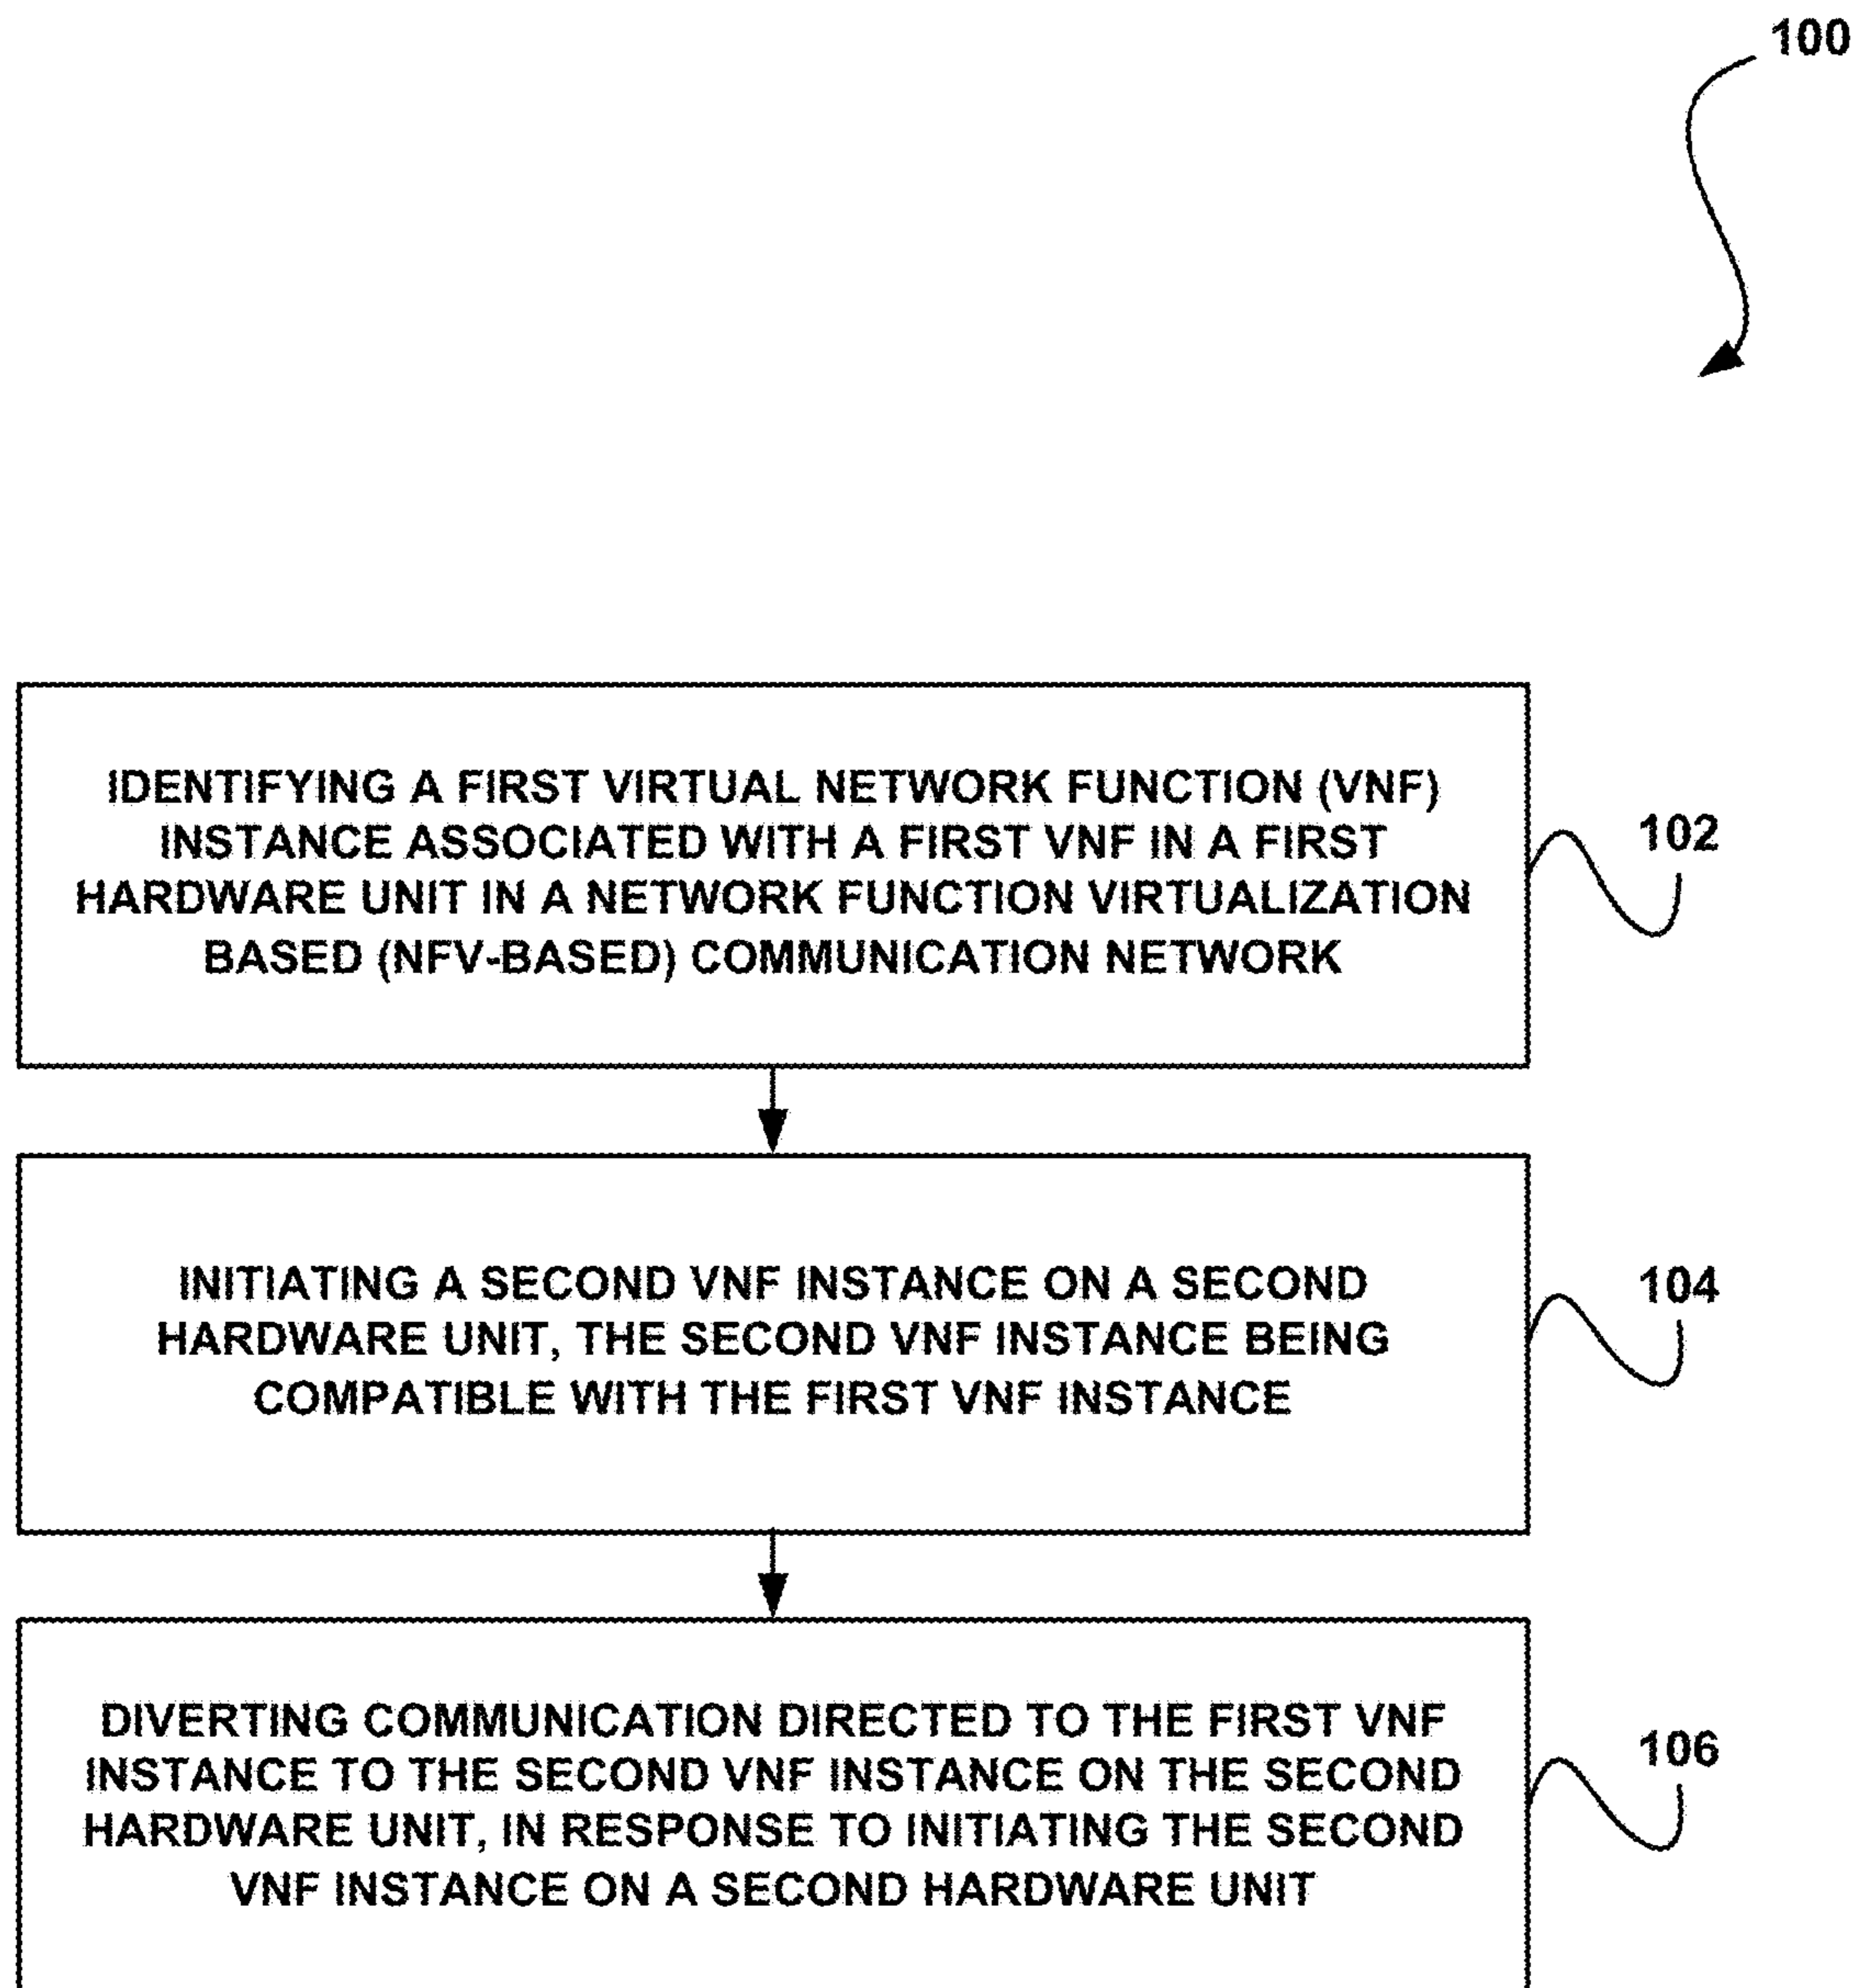 100
IDENTIFYING A FIRST VIRTUAL NETWORK FUNCTION (VNF)
INSTANCE ASSOCIATED WITH A FIRST VNF IN A FIRST
HARDWARE UNIT IN A NETWORK FUNCTION VIRTUALIZATION
BASED (NFV-BASED) COMMUNICATION NETWORK
102
INITIATING A SECOND VNF INSTANCE ON A SECOND
HARDWARE UNIT, THE SECOND VNF INSTANCE BEING
COMPATIBLE WITH THE FIRST VNF INSTANCE
104
DIVERTING COMMUNICATION DIRECTED TO THE FIRST VNF
INSTANCE TO THE SECOND VNF INSTANCE ON THE SECOND
HARDWARE UNIT, IN RESPONSE TO INITIATING THE SECOND
VNF INSTANCE ON A SECOND HARDWARE UNIT
106